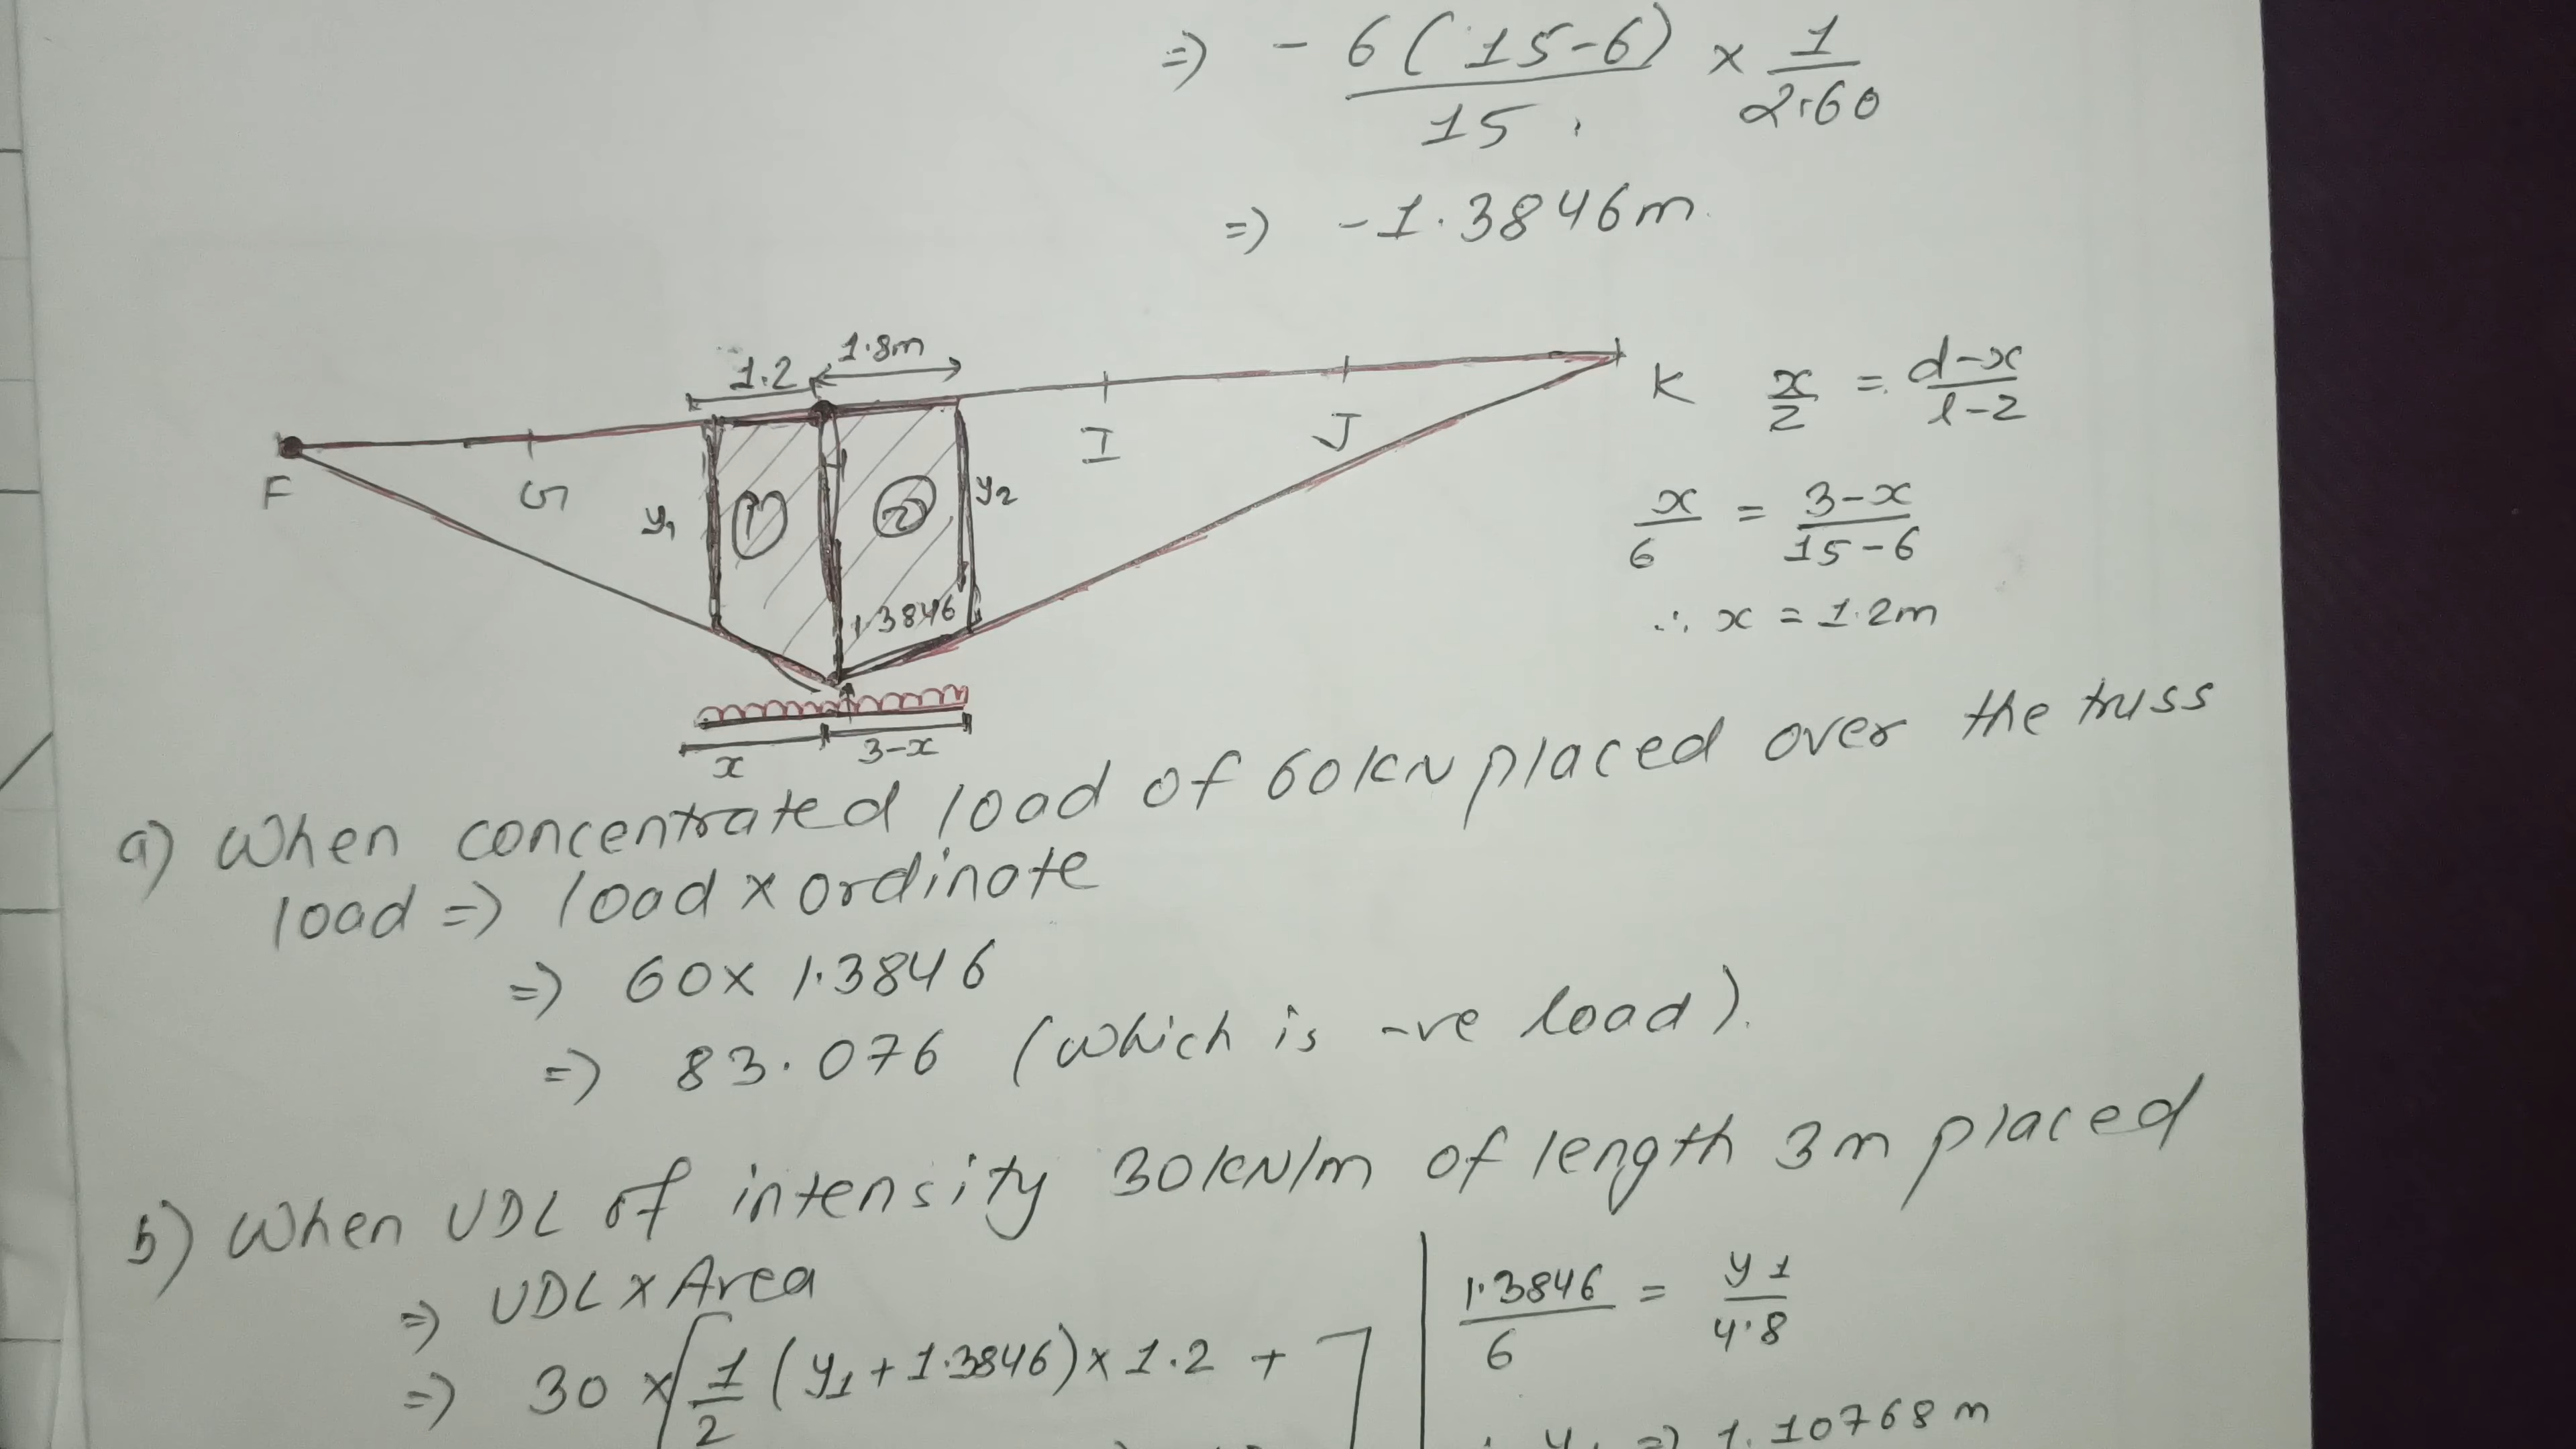 => - 6(15-6)/15 × 1/2.60
=> -1.3846m
1.2 1.8m
F G I J K
y1 ① ② y2
1.3846
x 3-x
x/z = d-x/l-z
x/6 = 3-x/15-6
∴ x = 1.2m
a) When concentrated load of 60kN placed over the truss
load => load × ordinate
=> 60 × 1.3846
=> 83.076 (which is -ve load).
b) When UDL of intensity 30kN/m of length 3m placed
=> UDL × Area
=> 30 × [1/2 (y1 + 1.3846) × 1.2 + ]
1.3846/6 = y1/4.8
=> 1.10768 m